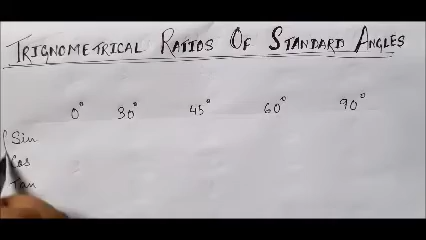 TRIGNOMETRICAL RATIOS OF STANDARD ANGLES
0° 30° 45° 60° 90°
Sin
Cos
Tan